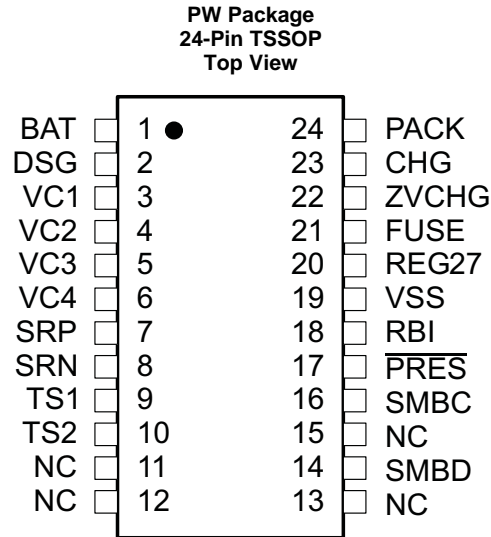 PW Package
24-Pin TSSOP
Top View
BAT 1 24 PACK
DSG 2 23 CHG
VC1 3 22 ZVCHG
VC2 4 21 FUSE
VC3 5 20 REG27
VC4 6 19 VSS
SRP 7 18 RBI
SRN 8 17 PRES
TS1 9 16 SMBC
TS2 10 15 NC
NC 11 14 SMBD
NC 12 13 NC